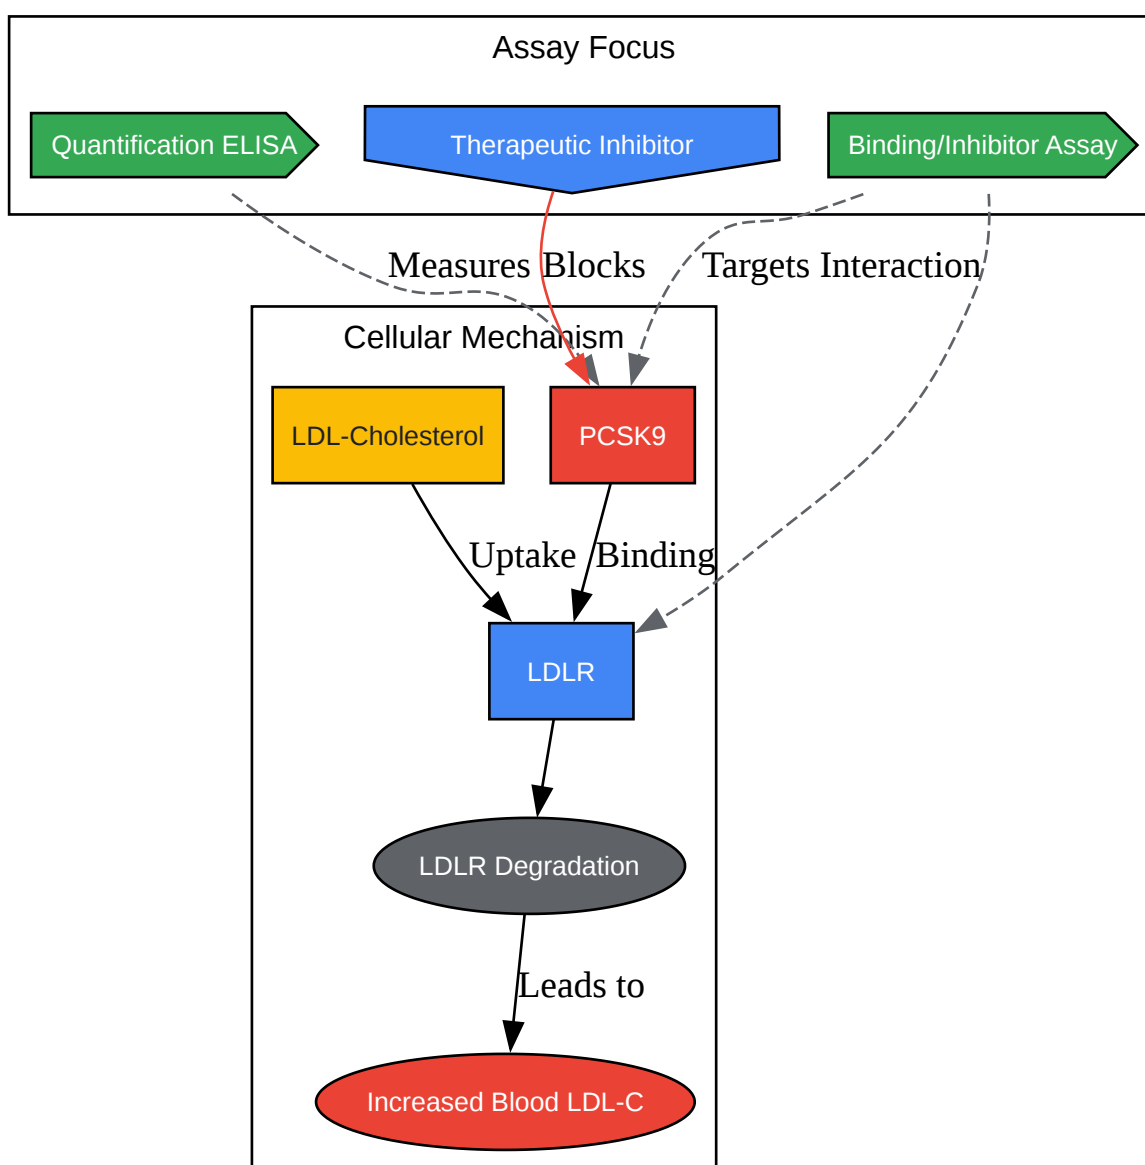 Assay Focus
Quantification ELISA
Therapeutic Inhibitor
Binding/Inhibitor Assay
Measures
Blocks
Targets Interaction
Cellular Mechanism
LDL-Cholesterol
PCSK9
Uptake
Binding
LDLR
LDLR Degradation
Leads to
Increased Blood LDL-C